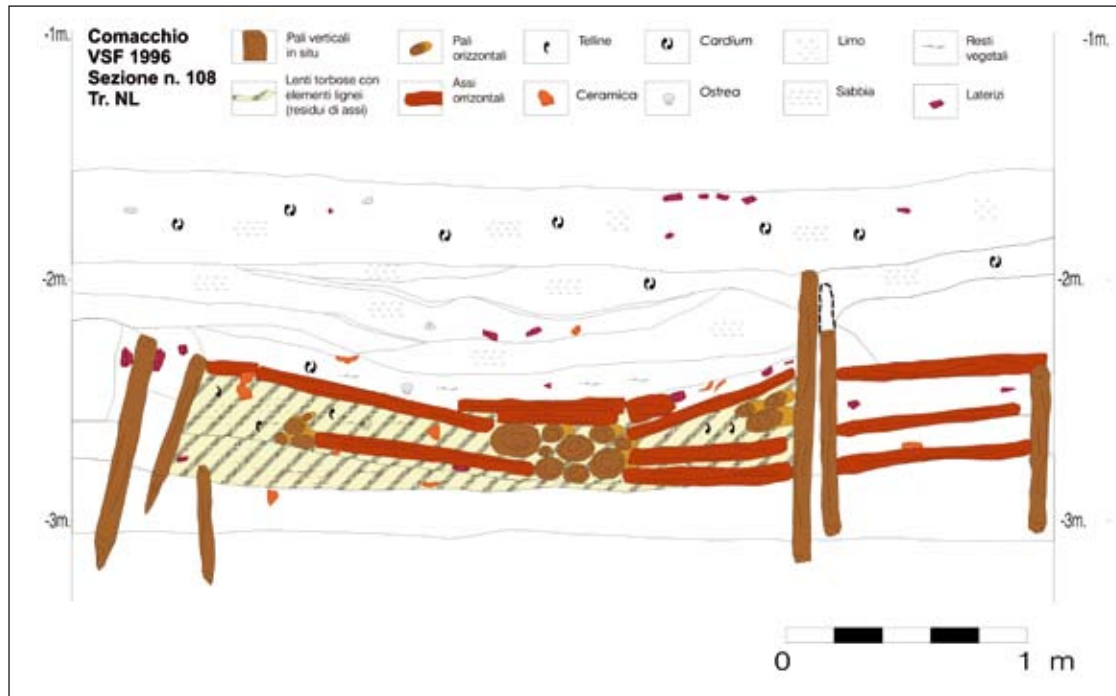 Comacchio
VSF 1996
Sezione n. 108
Tr. NL
-1m.
-1m.
Pali verticali
in situ
Pali
orizzontali
Telline
Cardium
Limo
Resti
vegetali
Lenti torbose con
elementi lignei
(residui di assi)
Assi
orrizontali
Ceramica
Ostrea
Sabbia
Laterizi
-2m.
-2m.
-3m.
-3m.
0 1 m